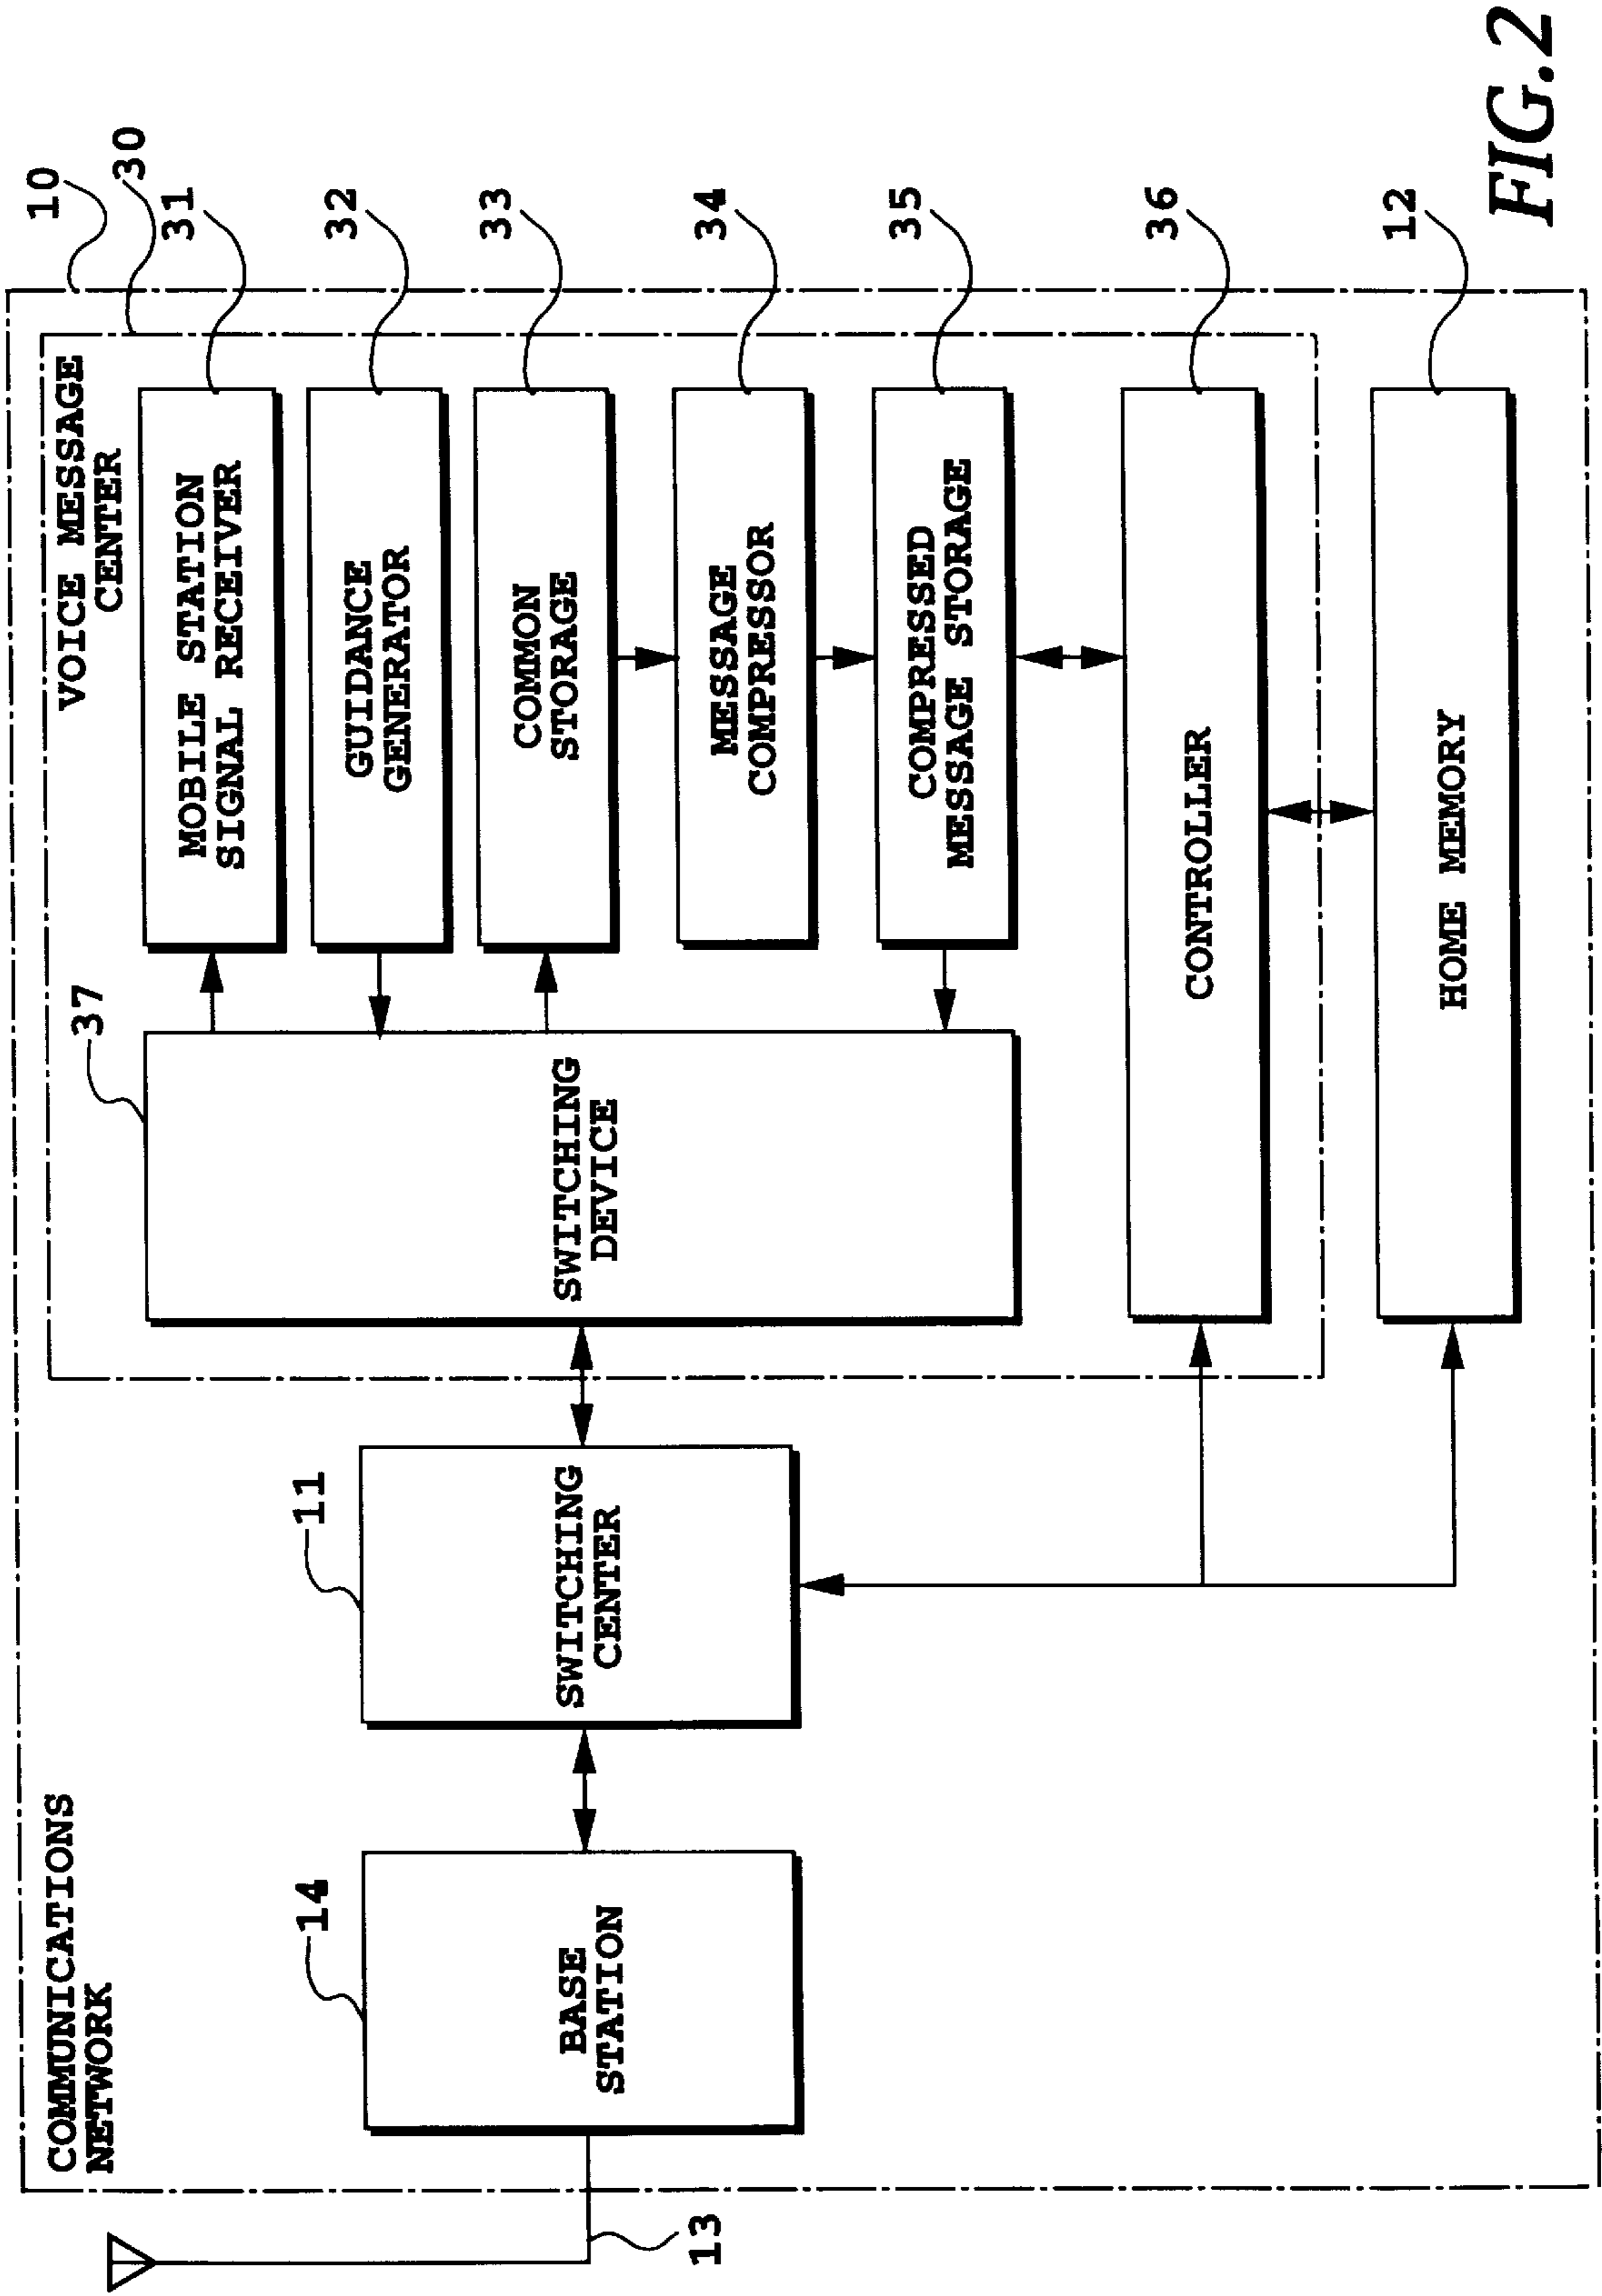 COMMUNICATIONS
NETWORK
10
30
VOICE MESSAGE
CENTER
37
31
MOBILE STATION
SIGNAL RECEIVER
32
GUIDANCE
GENERATOR
33
COMMON
STORAGE
34
MESSAGE
COMPRESSOR
35
COMPRESSED
MESSAGE STORAGE
36
CONTROLLER
12
HOME MEMORY
SWITCHING
DEVICE
11
SWITCHING
CENTER
14
BASE
STATION
13
FIG.2